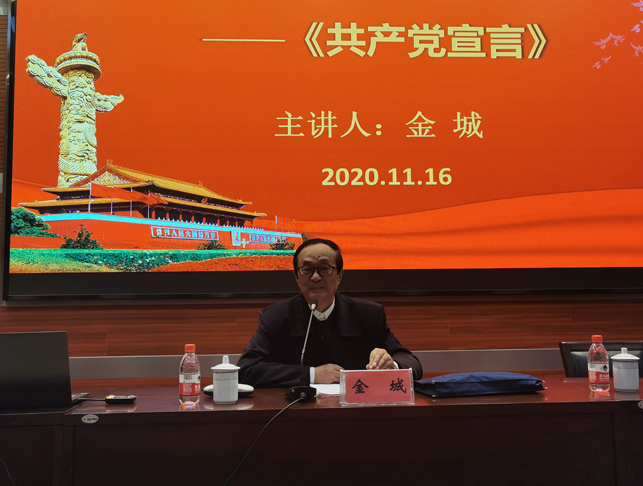 ——《共产党宣言》
主讲人：金 城
2020.11.16
金 城